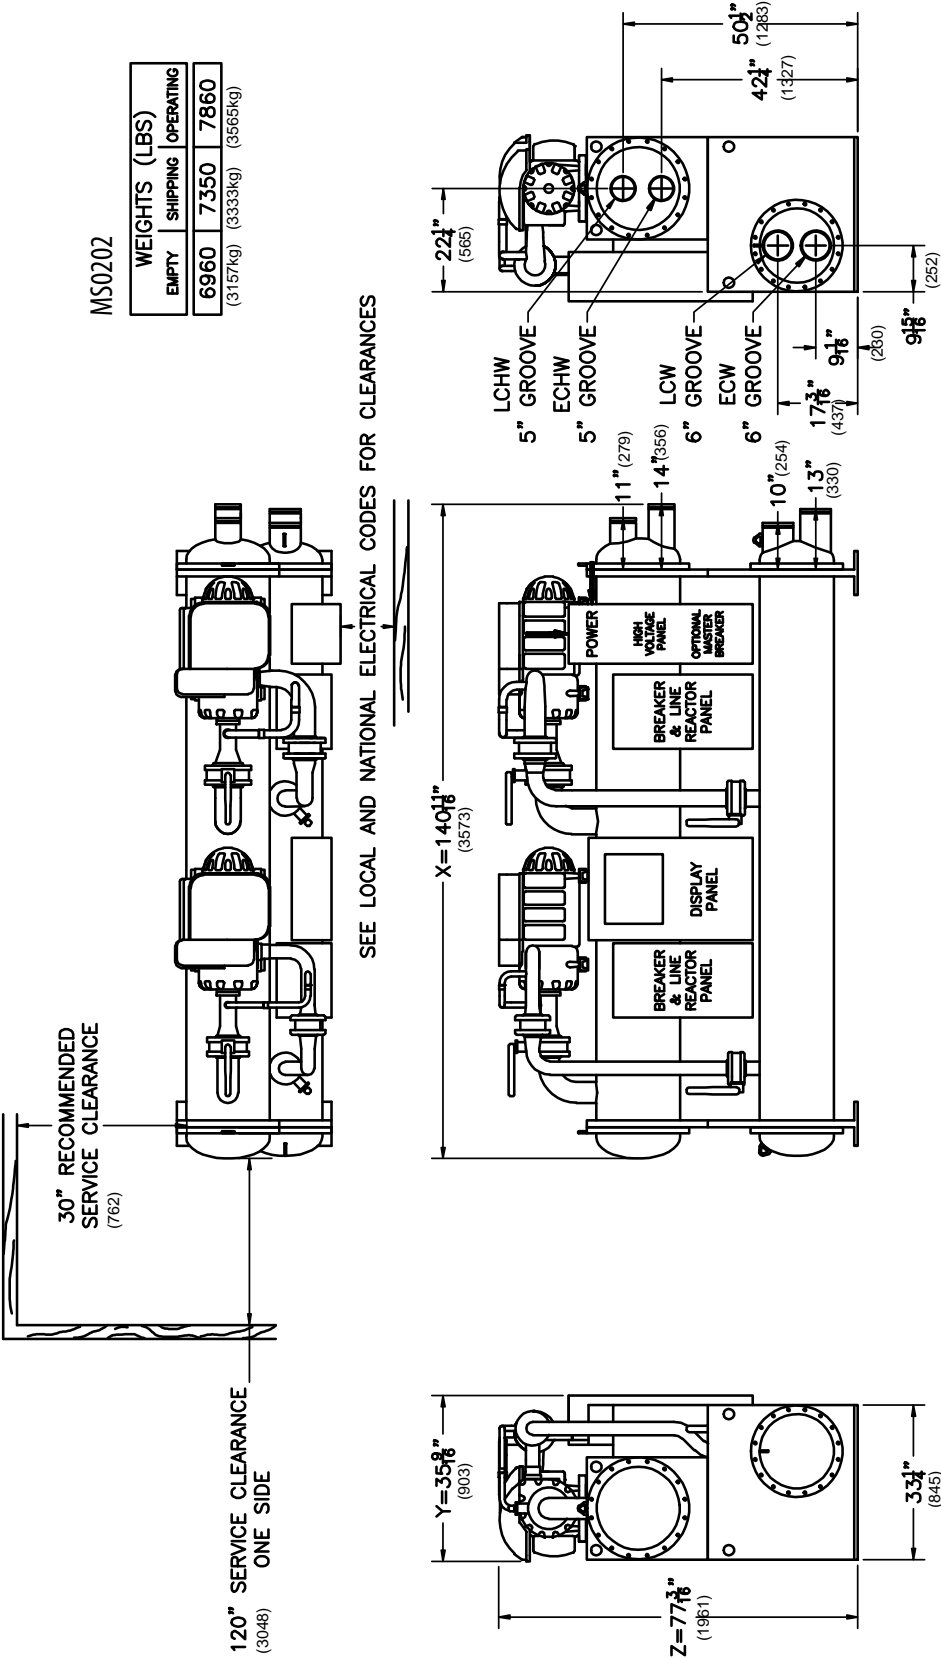 MS0202
WEIGHTS (LBS)
EMPTY SHIPPING OPERATING
6960 7350 7860
(3157kg) (3333kg) (3565kg)
30" RECOMMENDED
SERVICE CLEARANCE
(762)
120" SERVICE CLEARANCE
ONE SIDE
(3048)
SEE LOCAL AND NATIONAL ELECTRICAL CODES FOR CLEARANCES
Y=35 9/16"
(903)
Z=77 3/16"
(1961)
33 1/4"
(845)
X=140 11/16"
(3573)
BREAKER
& LINE
REACTOR
PANEL
DISPLAY
PANEL
BREAKER
& LINE
REACTOR
PANEL
POWER
HIGH
VOLTAGE
PANEL
OPTIONAL
MASTER
BREAKER
11" (279)
14" (356)
10" (254)
13"
(330)
22 1/4"
(565)
LCHW
5" GROOVE
ECHW
5" GROOVE
LCW
6" GROOVE
ECW
6" GROOVE
50 1/2"
(1283)
42 1/4"
(1327)
17 3/16"
(437)
9 1/16"
(230)
9 15/16"
(252)